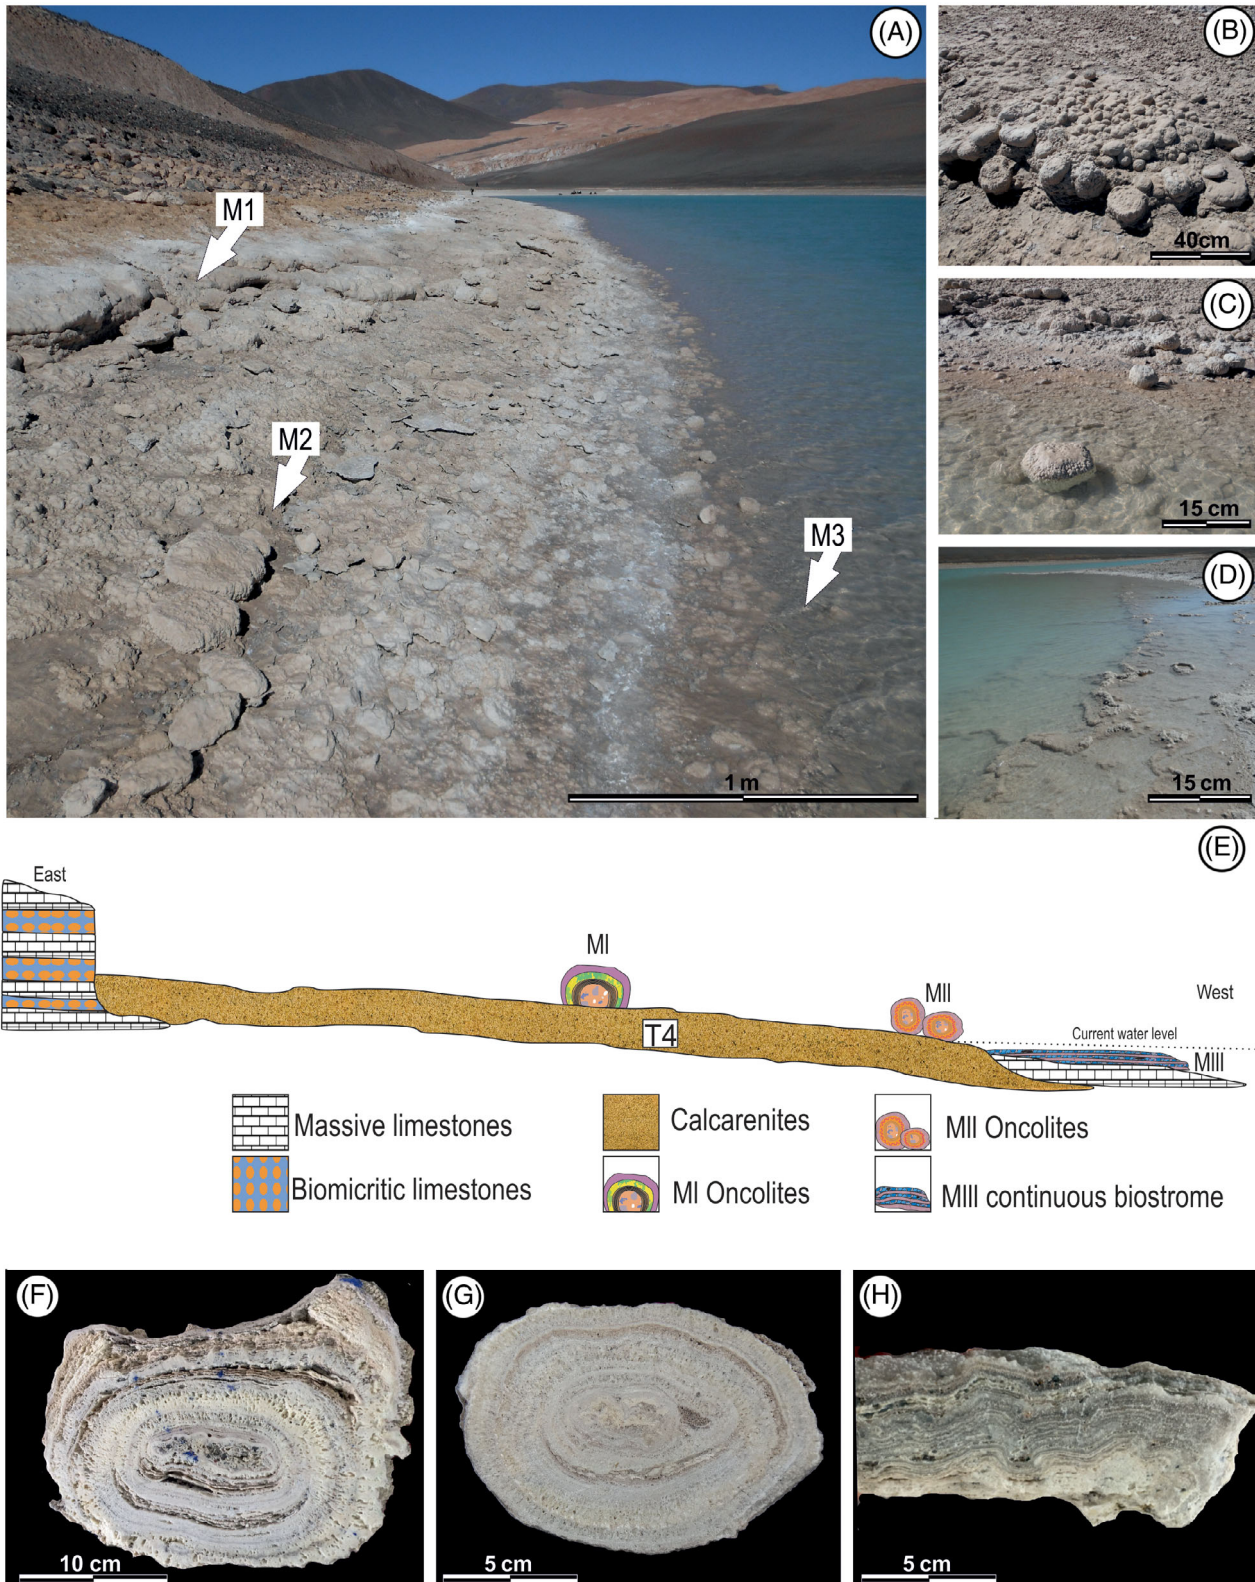 (A)
M1
M2
M3
1 m
(B)
40cm
(C)
15 cm
(D)
15 cm
(E)
East
MI
MII
West
T4
Current water level
MIII
Massive limestones
Calcarenites
MII Oncolites
Biomicritic limestones
MI Oncolites
MIII continuous biostrome
(F)
10 cm
(G)
5 cm
(H)
5 cm